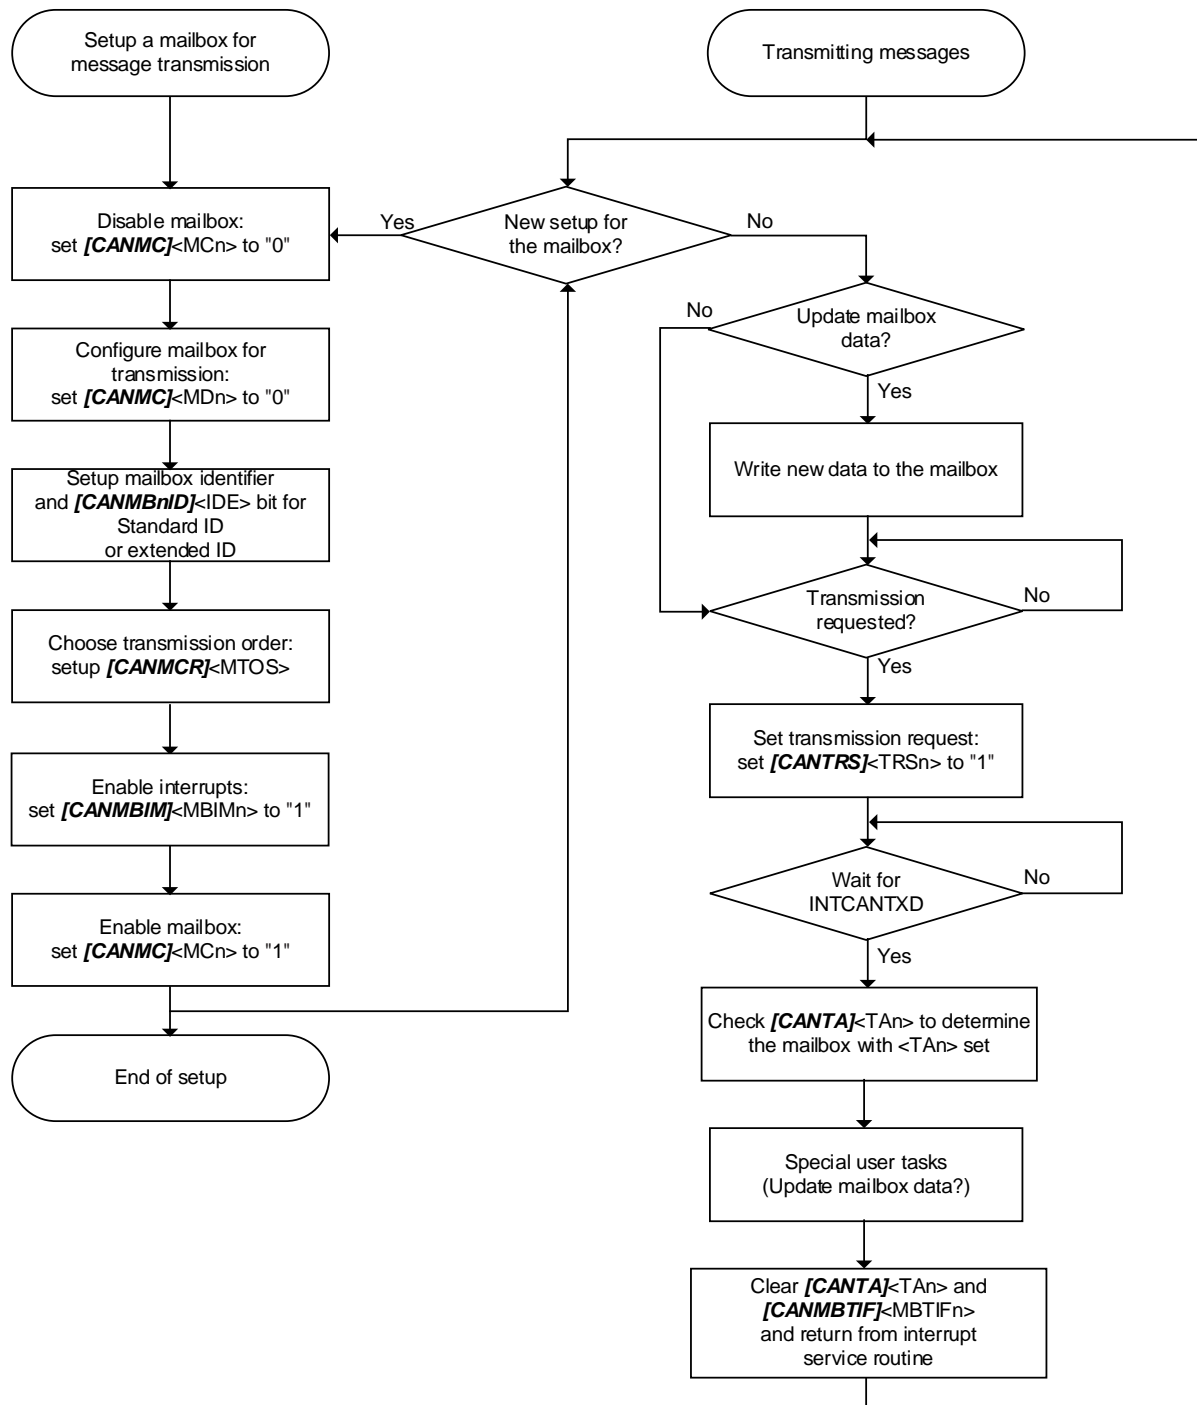 Setup a mailbox for
message transmission
Disable mailbox:
set [CANMC]<MCn> to "0"
Configure mailbox for
transmission:
set [CANMC]<MDn> to "0"
Setup mailbox identifier
and [CANMBnID]<IDE> bit for
Standard ID
or extended ID
Choose transmission order:
setup [CANMCR]<MTOS>
Enable interrupts:
set [CANMBIM]<MBIMn> to "1"
Enable mailbox:
set [CANMC]<MCn> to "1"
End of setup
Transmitting messages
Yes
New setup for
the mailbox?
No
No
Update mailbox
data?
Yes
Write new data to the mailbox
Transmission
requested?
No
Yes
Set transmission request:
set [CANTRS]<TRSn> to "1"
Wait for
INTCANTXD
No
Yes
Check [CANTA]<TAn> to determine
the mailbox with <TAn> set
Special user tasks
(Update mailbox data?)
Clear [CANTA]<TAn> and
[CANMBTIF]<MBTIFn>
and return from interrupt
service routine